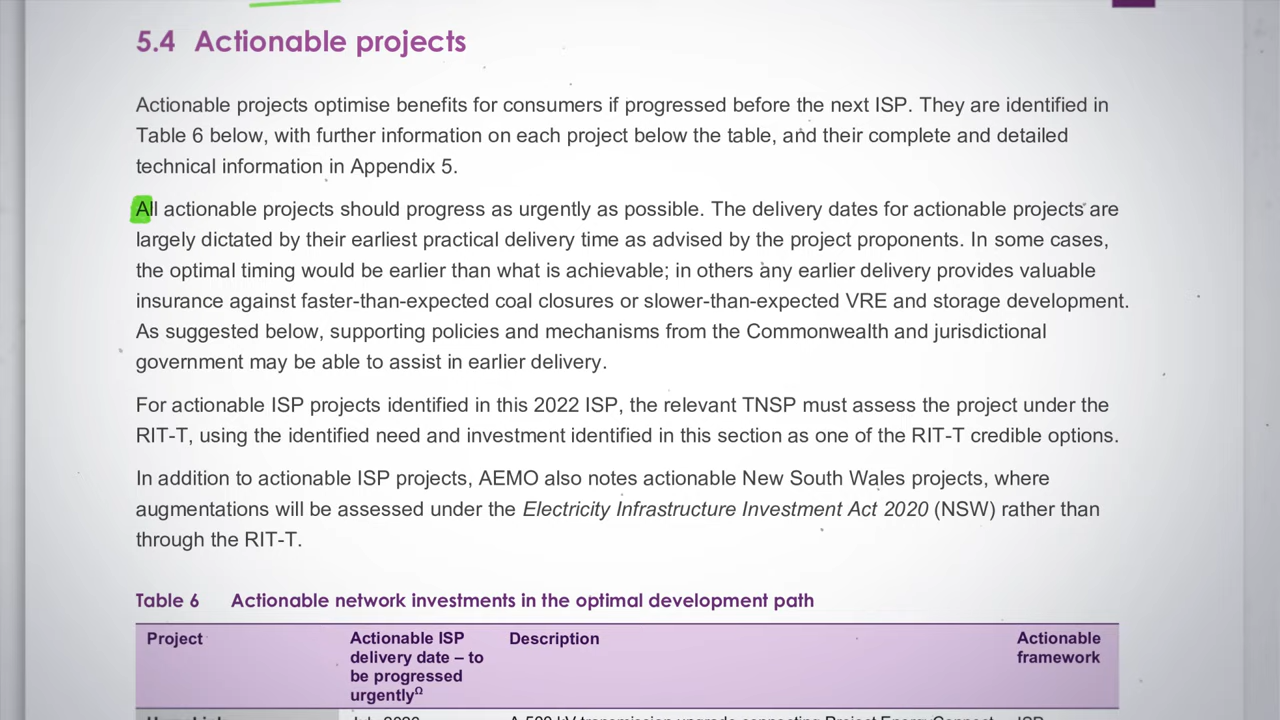 5.4 Actionable projects
Actionable projects optimise benefits for consumers if progressed before the next ISP. They are identified in
Table 6 below, with further information on each project below the table, and their complete and detailed
technical information in Appendix 5.
All actionable projects should progress as urgently as possible. The delivery dates for actionable projects are
largely dictated by their earliest practical delivery time as advised by the project proponents. In some cases,
the optimal timing would be earlier than what is achievable; in others any earlier delivery provides valuable
insurance against faster-than-expected coal closures or slower-than-expected VRE and storage development.
As suggested below, supporting policies and mechanisms from the Commonwealth and jurisdictional
government may be able to assist in earlier delivery.
For actionable ISP projects identified in this 2022 ISP, the relevant TNSP must assess the project under the
RIT-T, using the identified need and investment identified in this section as one of the RIT-T credible options.
In addition to actionable ISP projects, AEMO also notes actionable New South Wales projects, where
augmentations will be assessed under the Electricity Infrastructure Investment Act 2020 (NSW) rather than
through the RIT-T.
Table 6 Actionable network investments in the optimal development path
Project
Actionable ISP
delivery date – to
be progressed
urgentlyΩ
Description
Actionable
framework
A 500 kV transmission upgrade connecting Project EnergyConnect
ISP